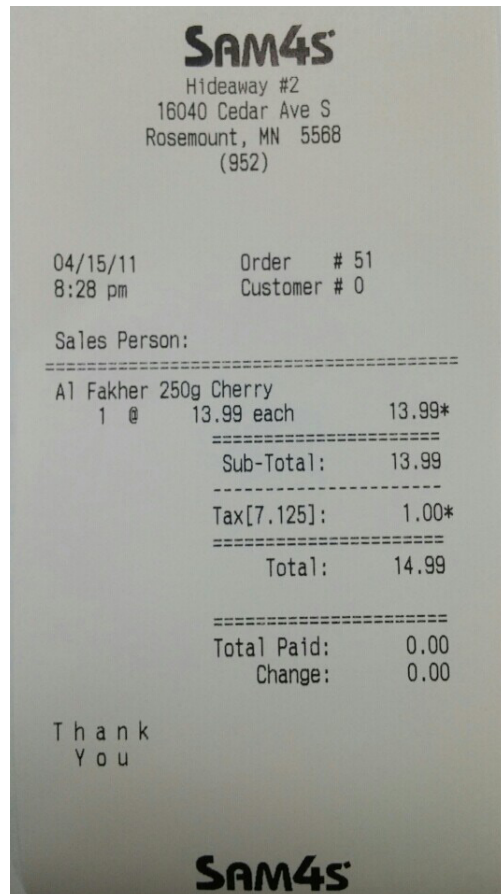 SAM4s
Hideaway #2
16040 Cedar Ave S
Rosemount, MN 5568
(952)
04/15/11 Order # 51
8:28 pm Customer # 0
Sales Person:
========================================
Al Fakher 250g Cherry
1 @ 13.99 each 13.99*
======================
Sub-Total: 13.99
----------------------
Tax[7.125]: 1.00*
======================
Total: 14.99
======================
Total Paid: 0.00
Change: 0.00
T h a n k
Y o u
SAM4s